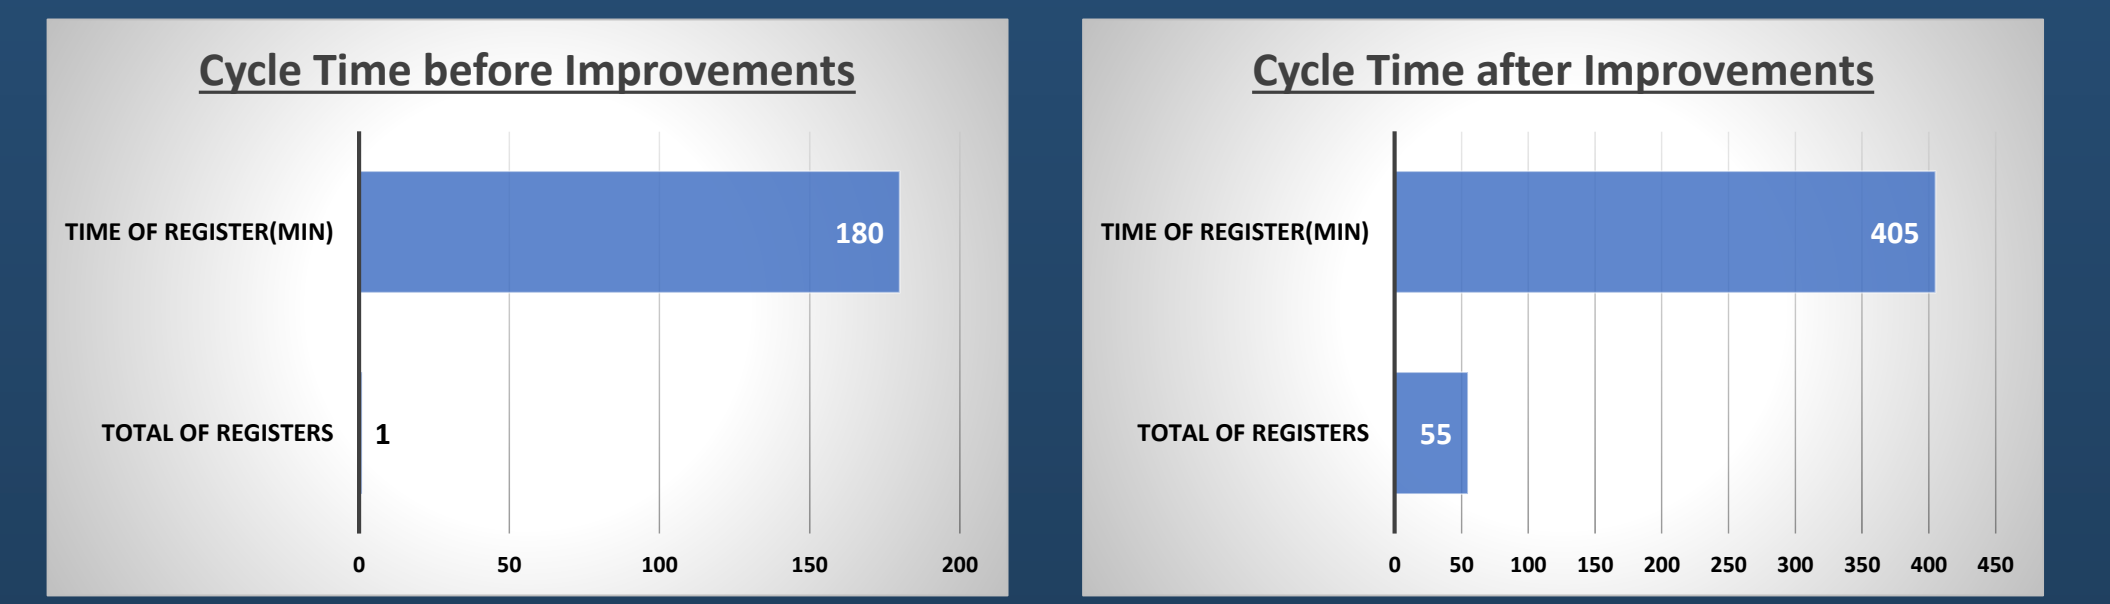 Cycle Time before Improvements
TIME OF REGISTER(MIN)
180
TOTAL OF REGISTERS
1
0 50 100 150 200
Cycle Time after Improvements
TIME OF REGISTER(MIN)
405
TOTAL OF REGISTERS
55
0 50 100 150 200 250 300 350 400 450